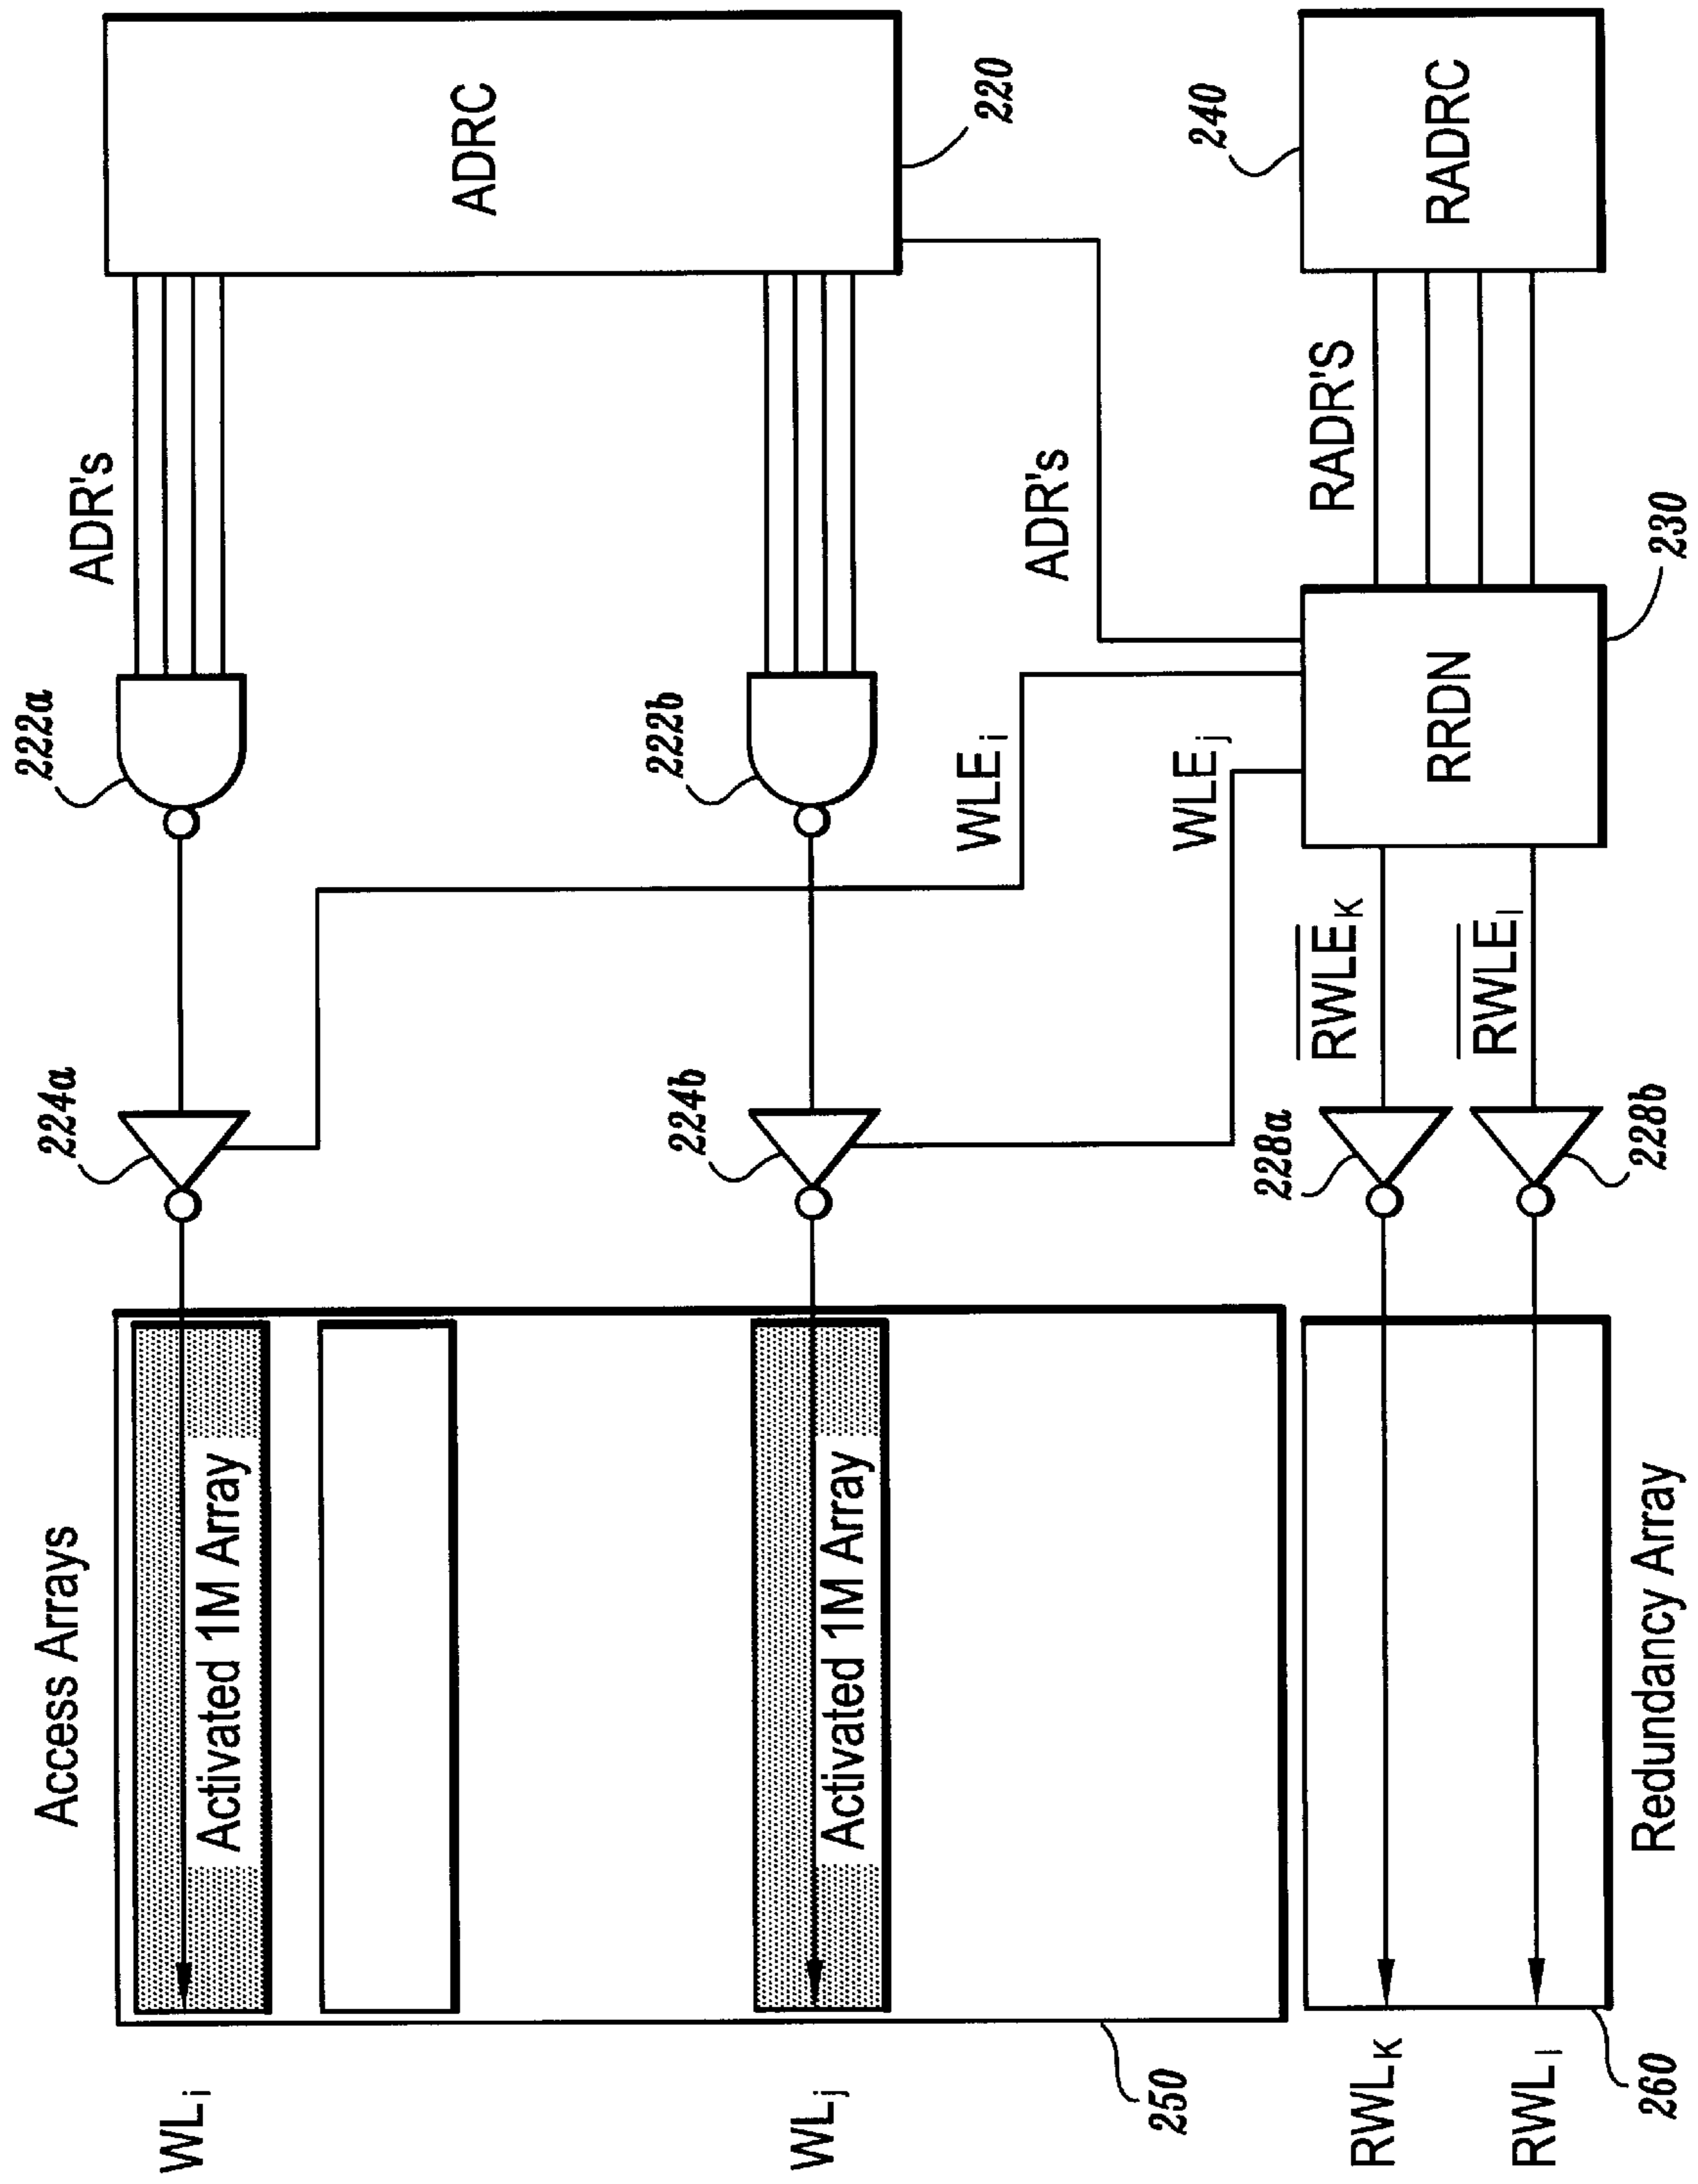 Access Arrays
WLi
Activated 1M Array
224a
222a
ADR's
ADRC
220
WLj
Activated 1M Array
224b
222b
WLEi
ADR's
WLEj
250
RWLK
RWLl
228a
228b
RWLEK
RWLEl
RRDN
230
RADR'S
240
RADRC
260
Redundancy Array